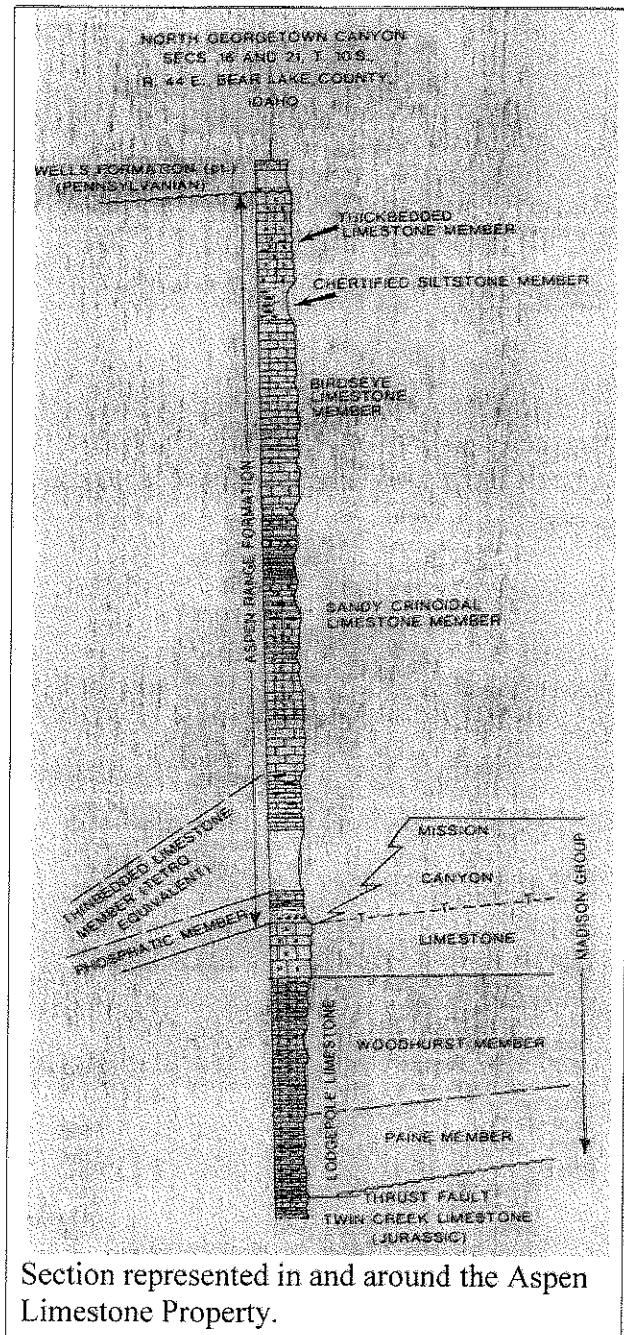 NORTH GEORGETOWN CANYON
SECS. 16 AND 21, T. 10 S.,
R. 44 E., BEAR LAKE COUNTY,
IDAHO
WELLS FORMATION
(PENNSYLVANIAN)
THICKBEDDED
LIMESTONE MEMBER
CHERTIFIED SILTSTONE MEMBER
BIRDSEYE
LIMESTONE
MEMBER
ASPEN RANGE FORMATION
SANDY CRINOIDAL
LIMESTONE MEMBER
THINBEDDED LIMESTONE
MEMBER (TETRO
EQUIVALENT)
PHOSPHATIC MEMBER
MISSION
CANYON
T T T
LIMESTONE
MADISON GROUP
LODGEPOLE LIMESTONE
WOODHURST MEMBER
PAINE MEMBER
THRUST FAULT
TWIN CREEK LIMESTONE
(JURASSIC)
Section represented in and around the Aspen
Limestone Property.